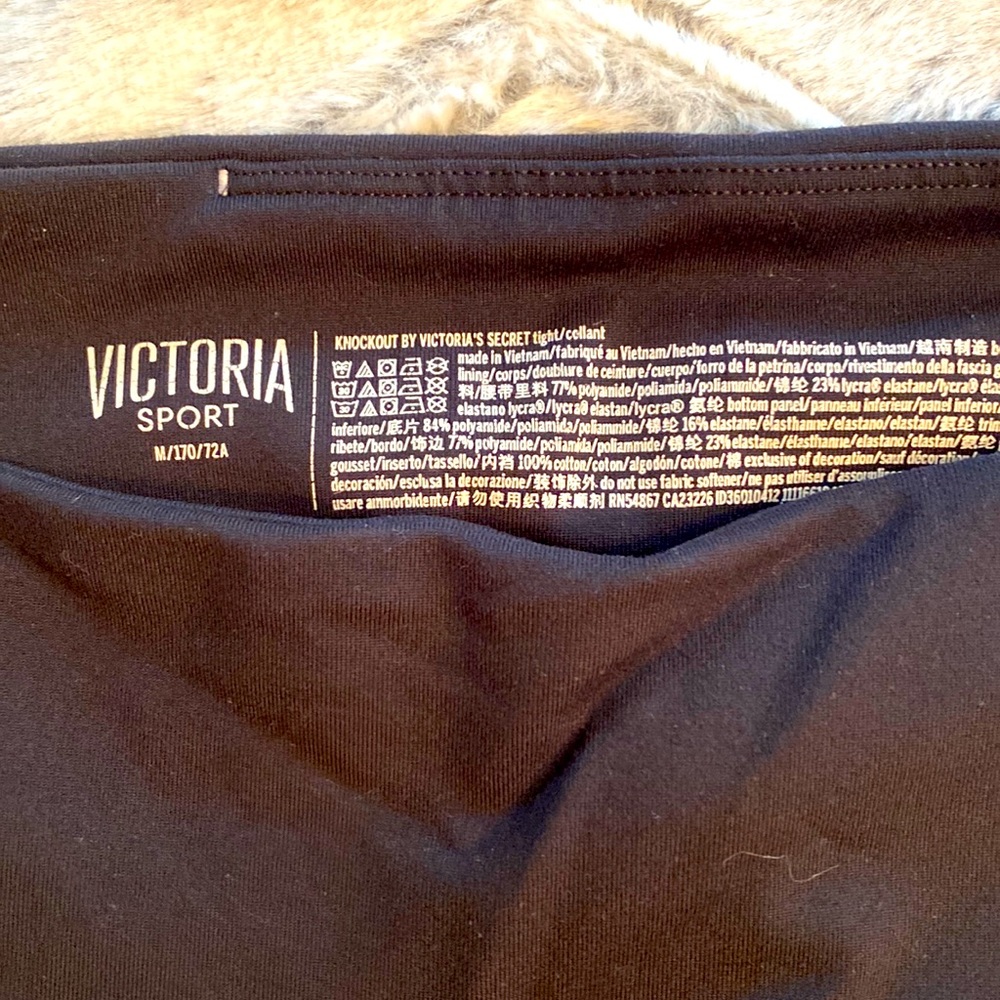 VICTORIA
SPORT
M/170/72A
KNOCKOUT BY VICTORIA'S SECRET tight/collant
made in Vietnam/fabriqué au Vietnam/hecho en Vietnam/fabbricato in Vietnam/越南制造
lining/corps/doublure de ceinture/cuerpo/forro de la petrina/corpo/rivestimento della fascia
料/腰带里料 77% polyamide/poliamida/poliammide/锦纶 23% lycra® elastane/lycra®
elastano lycra®/lycra® elastan/lycra® 氨纶 bottom panel/panneau inférieur/panel
inferiore/底片 84% polyamide/poliamida/poliammide/锦纶 16% elastane/élasthanne/elastano/elastan/氨纶
ribete/bordo/饰边 77% polyamide/poliamida/poliammide/锦纶 23% elastane/élasthanne/elastano/elastan/氨纶
gousset/inserto/tassello/内裆 100% cotton/coton/algodón/cotone/棉 exclusive of decoration/sauf
decoración/esclusa la decorazione/装饰除外 do not use fabric softener/ne pas utiliser
usare ammorbidente/请勿使用织物柔顺剂 RN54867 CA23226 ID36010412
30
30